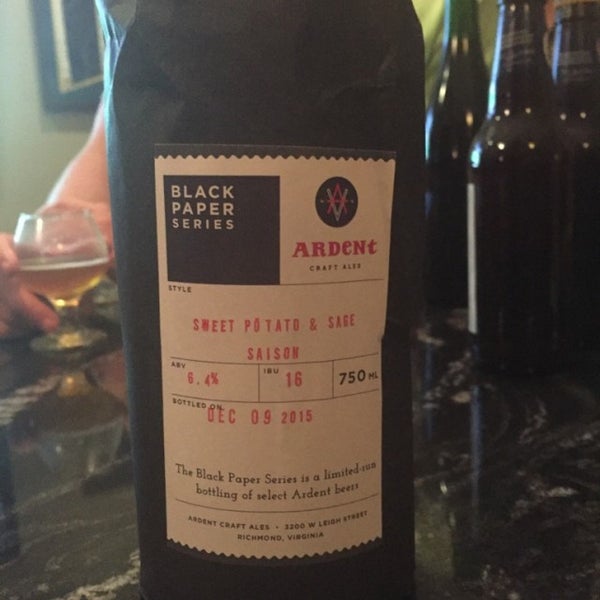 BLACK
PAPER
SERIES
ARDENt
CRAFT ALES
STYLE
SWEET POTATO & SAGE
SAISON
ABV
6.4%
IBU
16
750 ML
BOTTLED ON
DEC 09 2015
The Black Paper Series is a limited-run
bottling of select Ardent beers
ARDENT CRAFT ALES • 3200 W LEIGH STREET
RICHMOND, VIRGINIA